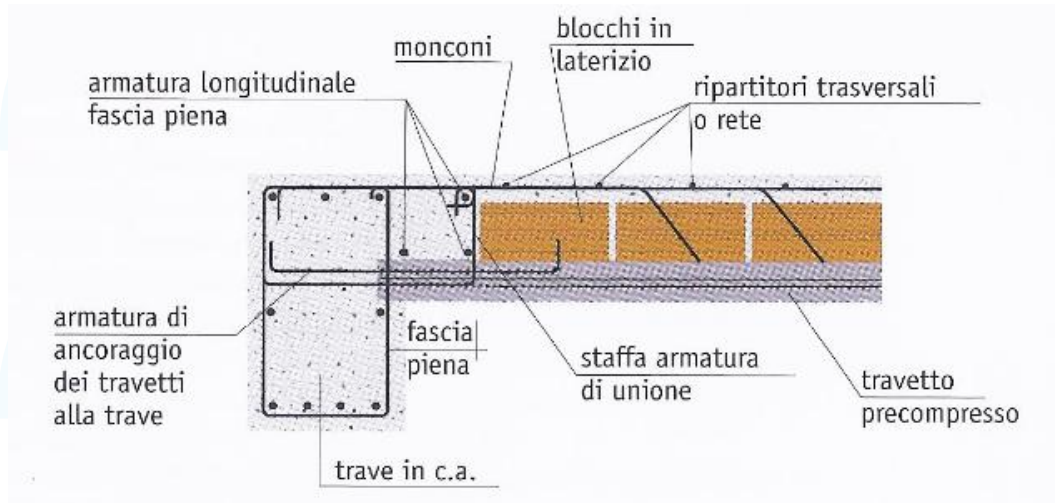 blocchi in
laterizio
monconi
armatura longitudinale
fascia piena
ripartitori trasversali
o rete
armatura di
ancoraggio
dei travetti
alla trave
fascia
piena
staffa armatura
di unione
travetto
precompresso
trave in c.a.